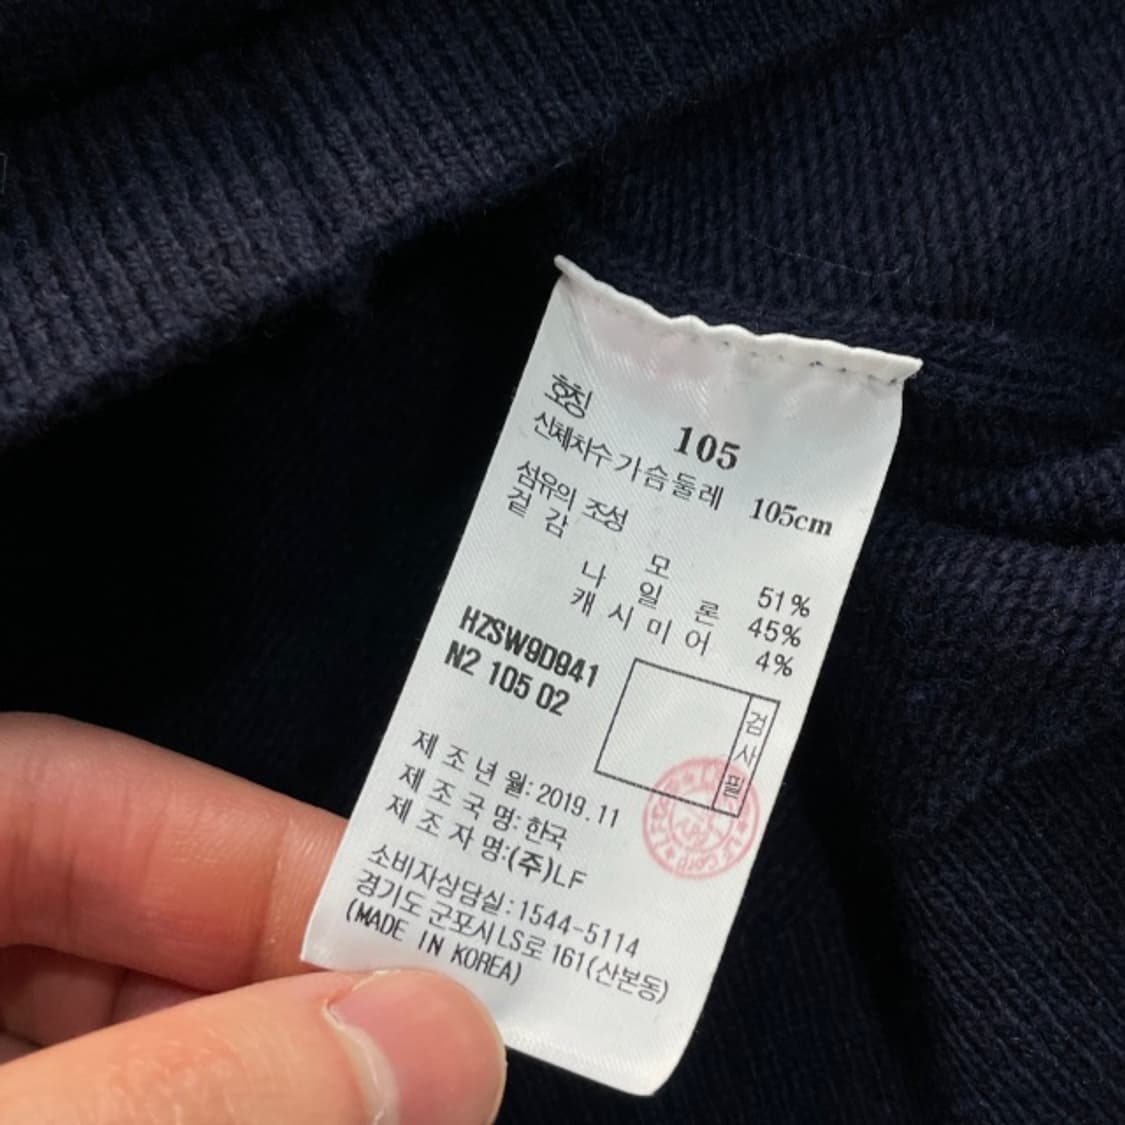 호칭 105
신체치수 가슴둘레 105cm
섬유의 조성
겉 감
모 51%
나 일 론 45%
캐 시 미 어 4%
HZSW9D941
N2 105 02
검사필
제 조 년 월: 2019.11
제 조 국 명: 한국
제 조 자 명:(주)LF
소비자상담실:1544-5114
경기도 군포시 LS로 161(산본동)
(MADE IN KOREA)